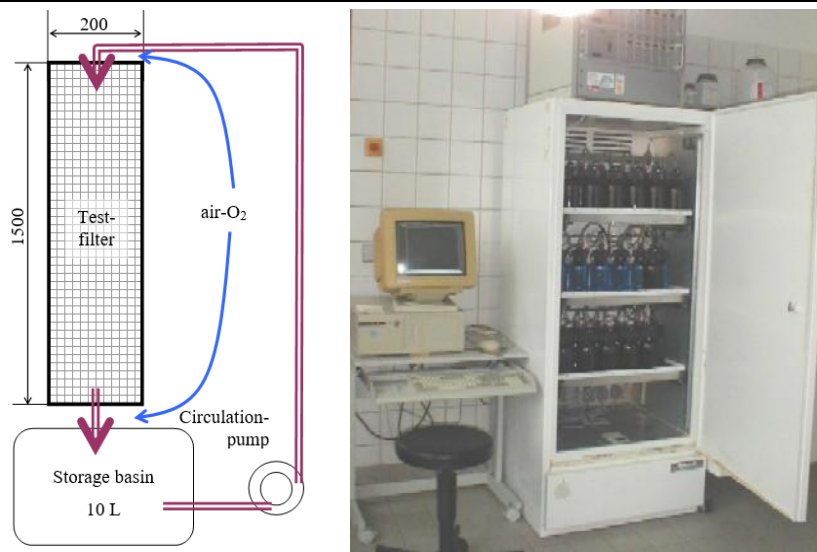 200
1500
Test-
filter
air-O₂
Circulation-
pump
Storage basin
10 L